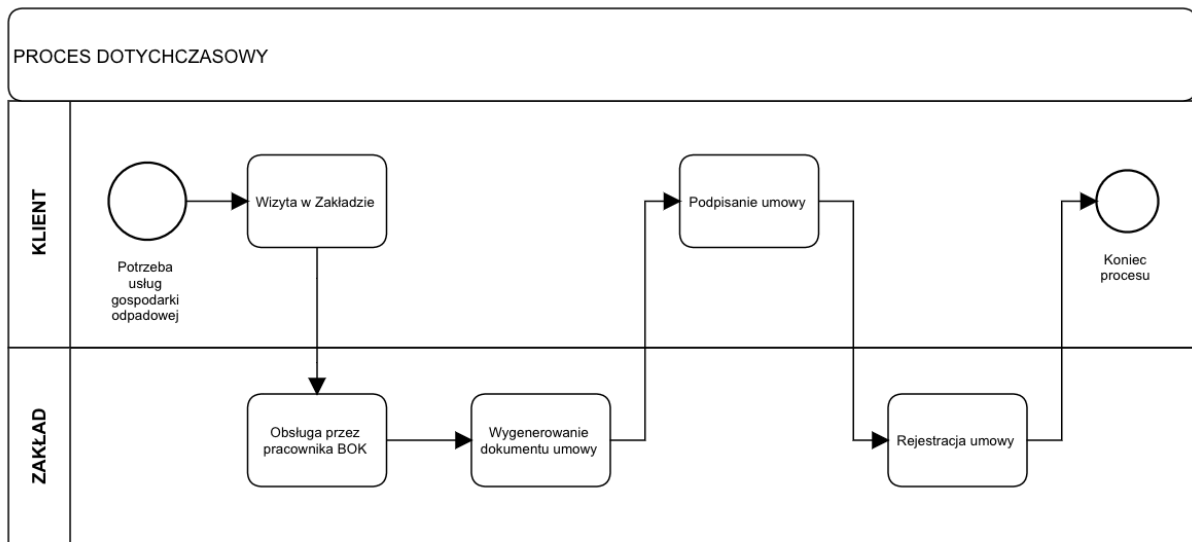 PROCES DOTYCHCZASOWY
KLIENT
Potrzeba
usług
gospodarki
odpadowej
Wizyta w Zakładzie
Podpisanie umowy
Koniec
procesu
ZAKŁAD
Obsługa przez
pracownika BOK
Wygenerowanie
dokumentu umowy
Rejestracja umowy